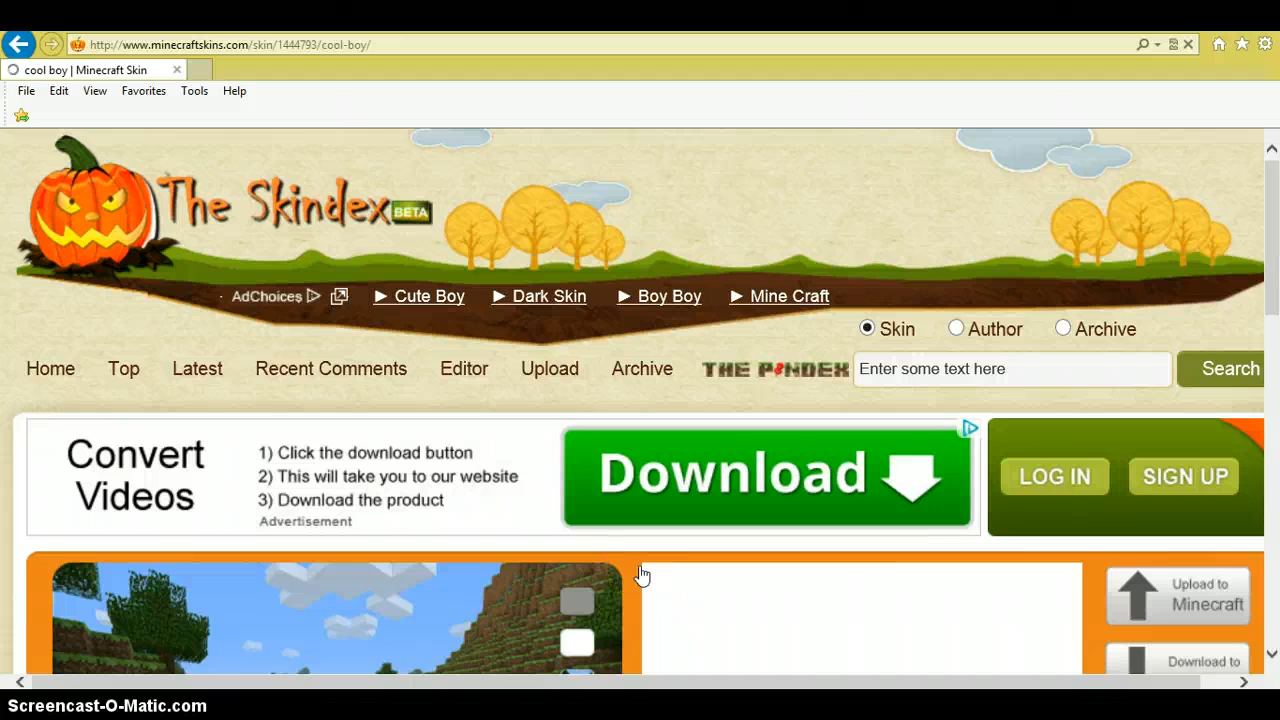 http://www.minecraftskins.com/skin/1444793/cool-boy/
cool boy | Minecraft Skin
File Edit View Favorites Tools Help
The Skindex BETA
AdChoices Cute Boy Dark Skin Boy Boy Mine Craft
Skin Author Archive
Home Top Latest Recent Comments Editor Upload Archive THE PINDEX Enter some text here Search
Convert Videos
1) Click the download button
2) This will take you to our website
3) Download the product
Advertisement
Download
LOG IN SIGN UP
Upload to
Minecraft
Download to
Screencast-O-Matic.com